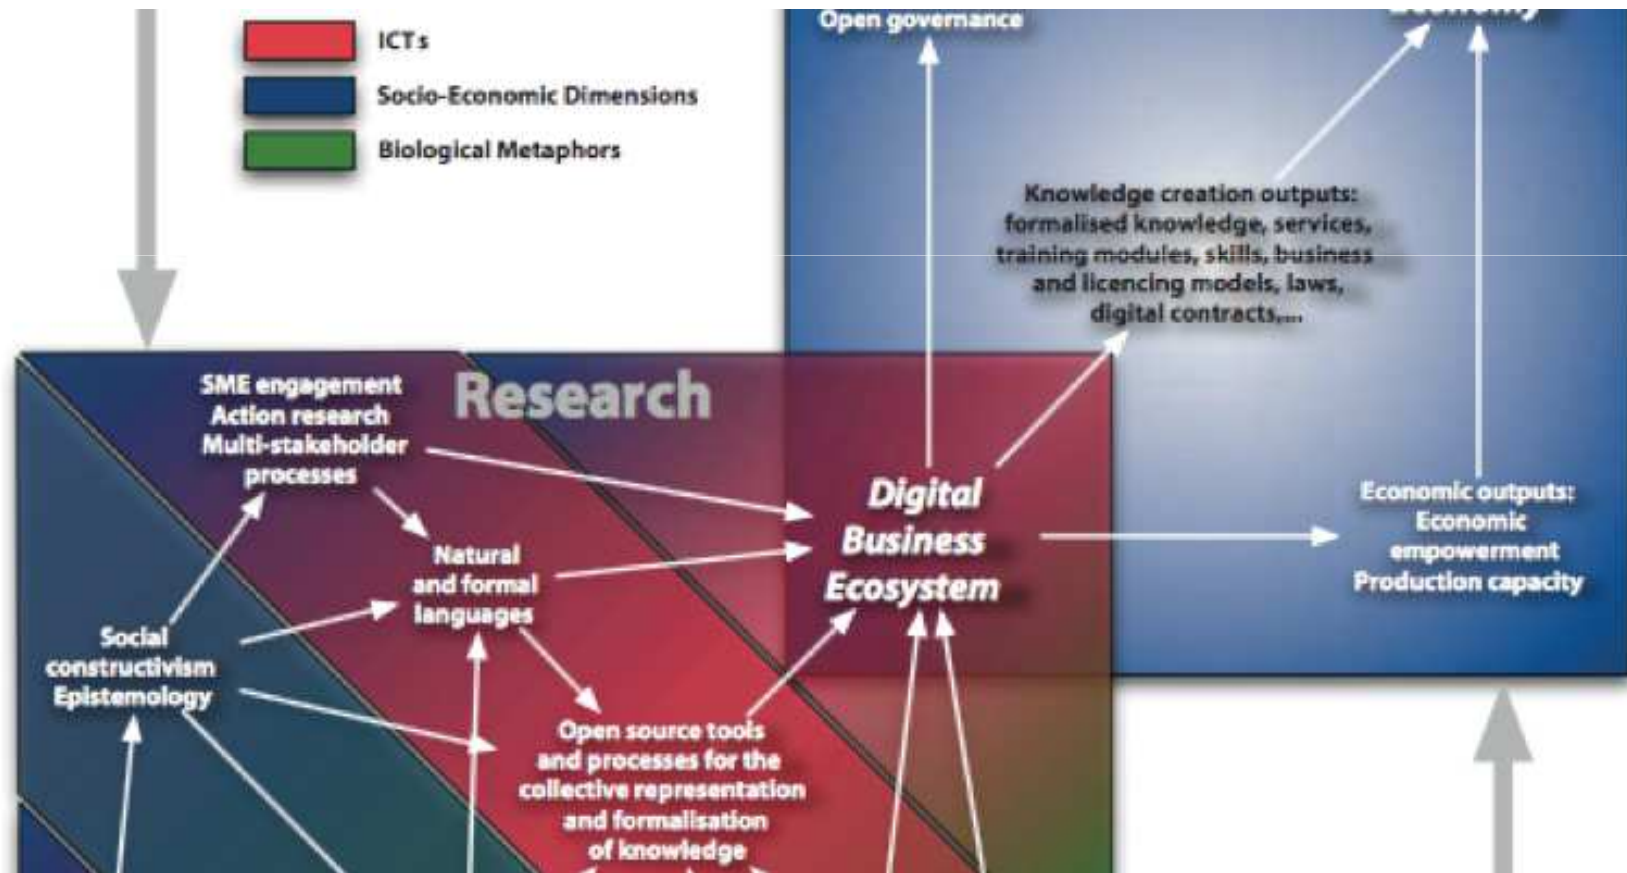 ICTs
Socio-Economic Dimensions
Biological Metaphors
Open governance
Economy
Knowledge creation outputs:
formalised knowledge, services,
training modules, skills, business
and licencing models, laws,
digital contracts,...
Research
SME engagement
Action research
Multi-stakeholder
processes
Natural
and formal
languages
Social
constructivism
Epistemology
Open source tools
and processes for the
collective representation
and formalisation
of knowledge
Digital
Business
Ecosystem
Economic outputs:
Economic
empowerment
Production capacity